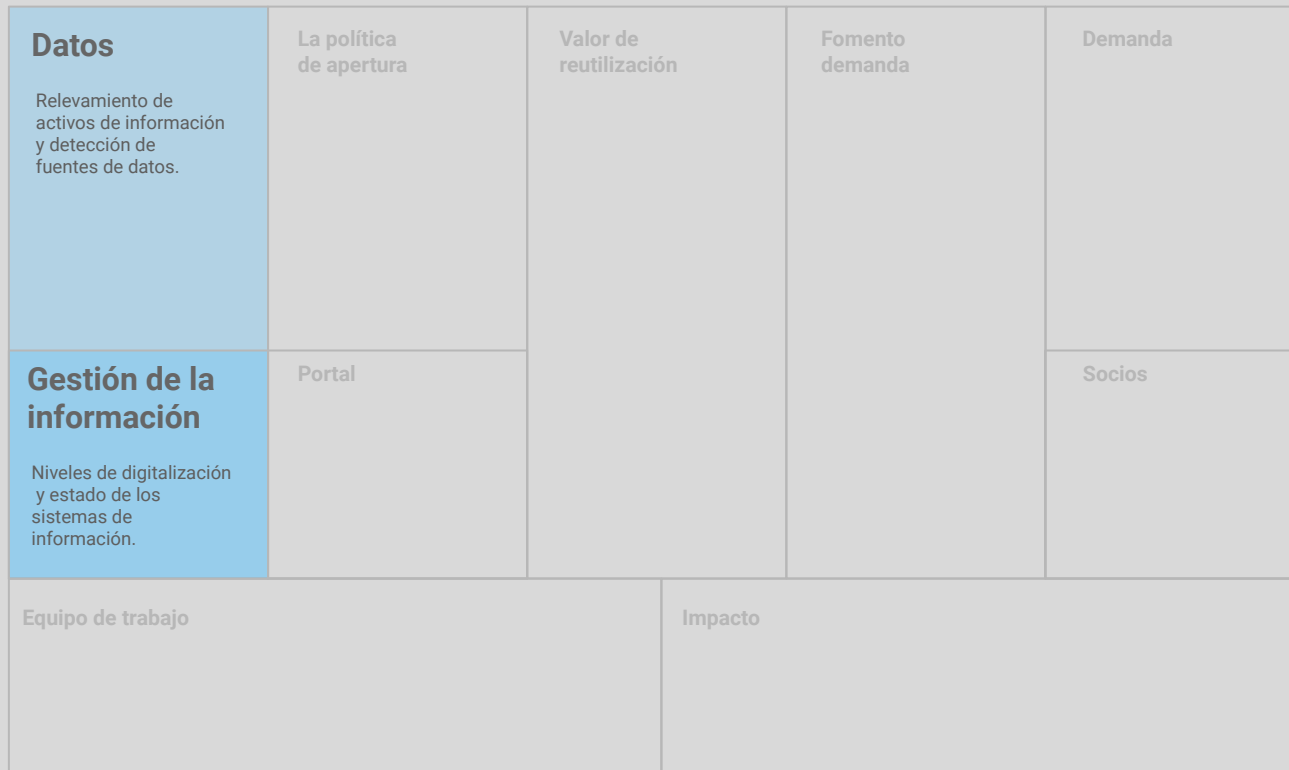 Datos
Relevamiento de
activos de información
y detección de
fuentes de datos.
La política
de apertura
Valor de
reutilización
Fomento
demanda
Demanda
Gestión de la
información
Niveles de digitalización
y estado de los
sistemas de
información.
Portal
Socios
Equipo de trabajo
Impacto